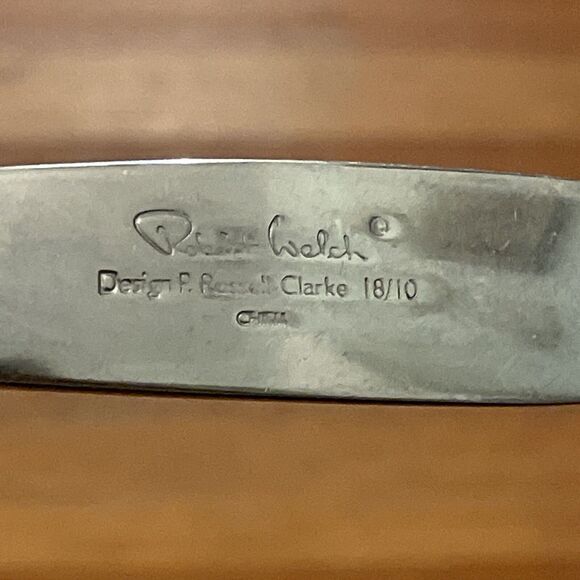 Robert Welch ©
Design P. Russell Clarke 18/10
CHINA